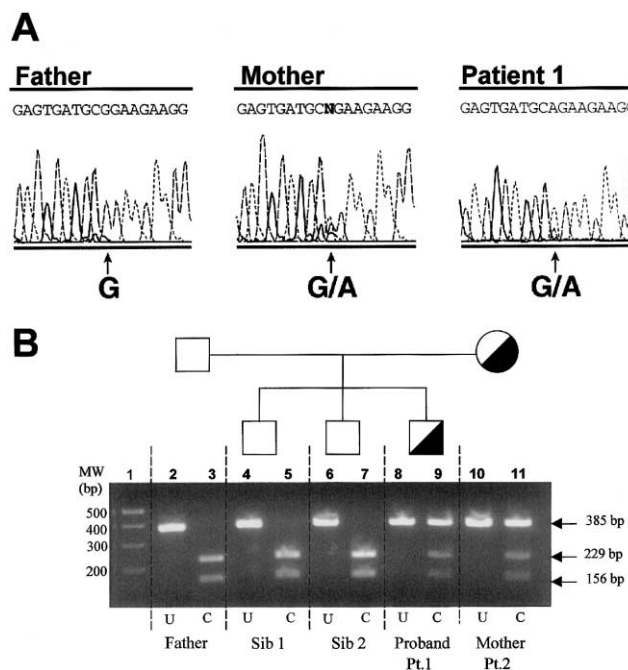 A
Father
Mother
Patient 1
GAGTGATGCGGAAGAAGG
GAGTGATGCNGAAGAAGG
GAGTGATGCAGAAGAAGG
G
G/A
G/A
B
MW
(bp)
1 2 3 4 5 6 7 8 9 10 11
500
400
300
200
385 bp
229 bp
156 bp
U C U C U C U C U C
Father Sib 1 Sib 2 Proband Mother
Pt.1 Pt.2